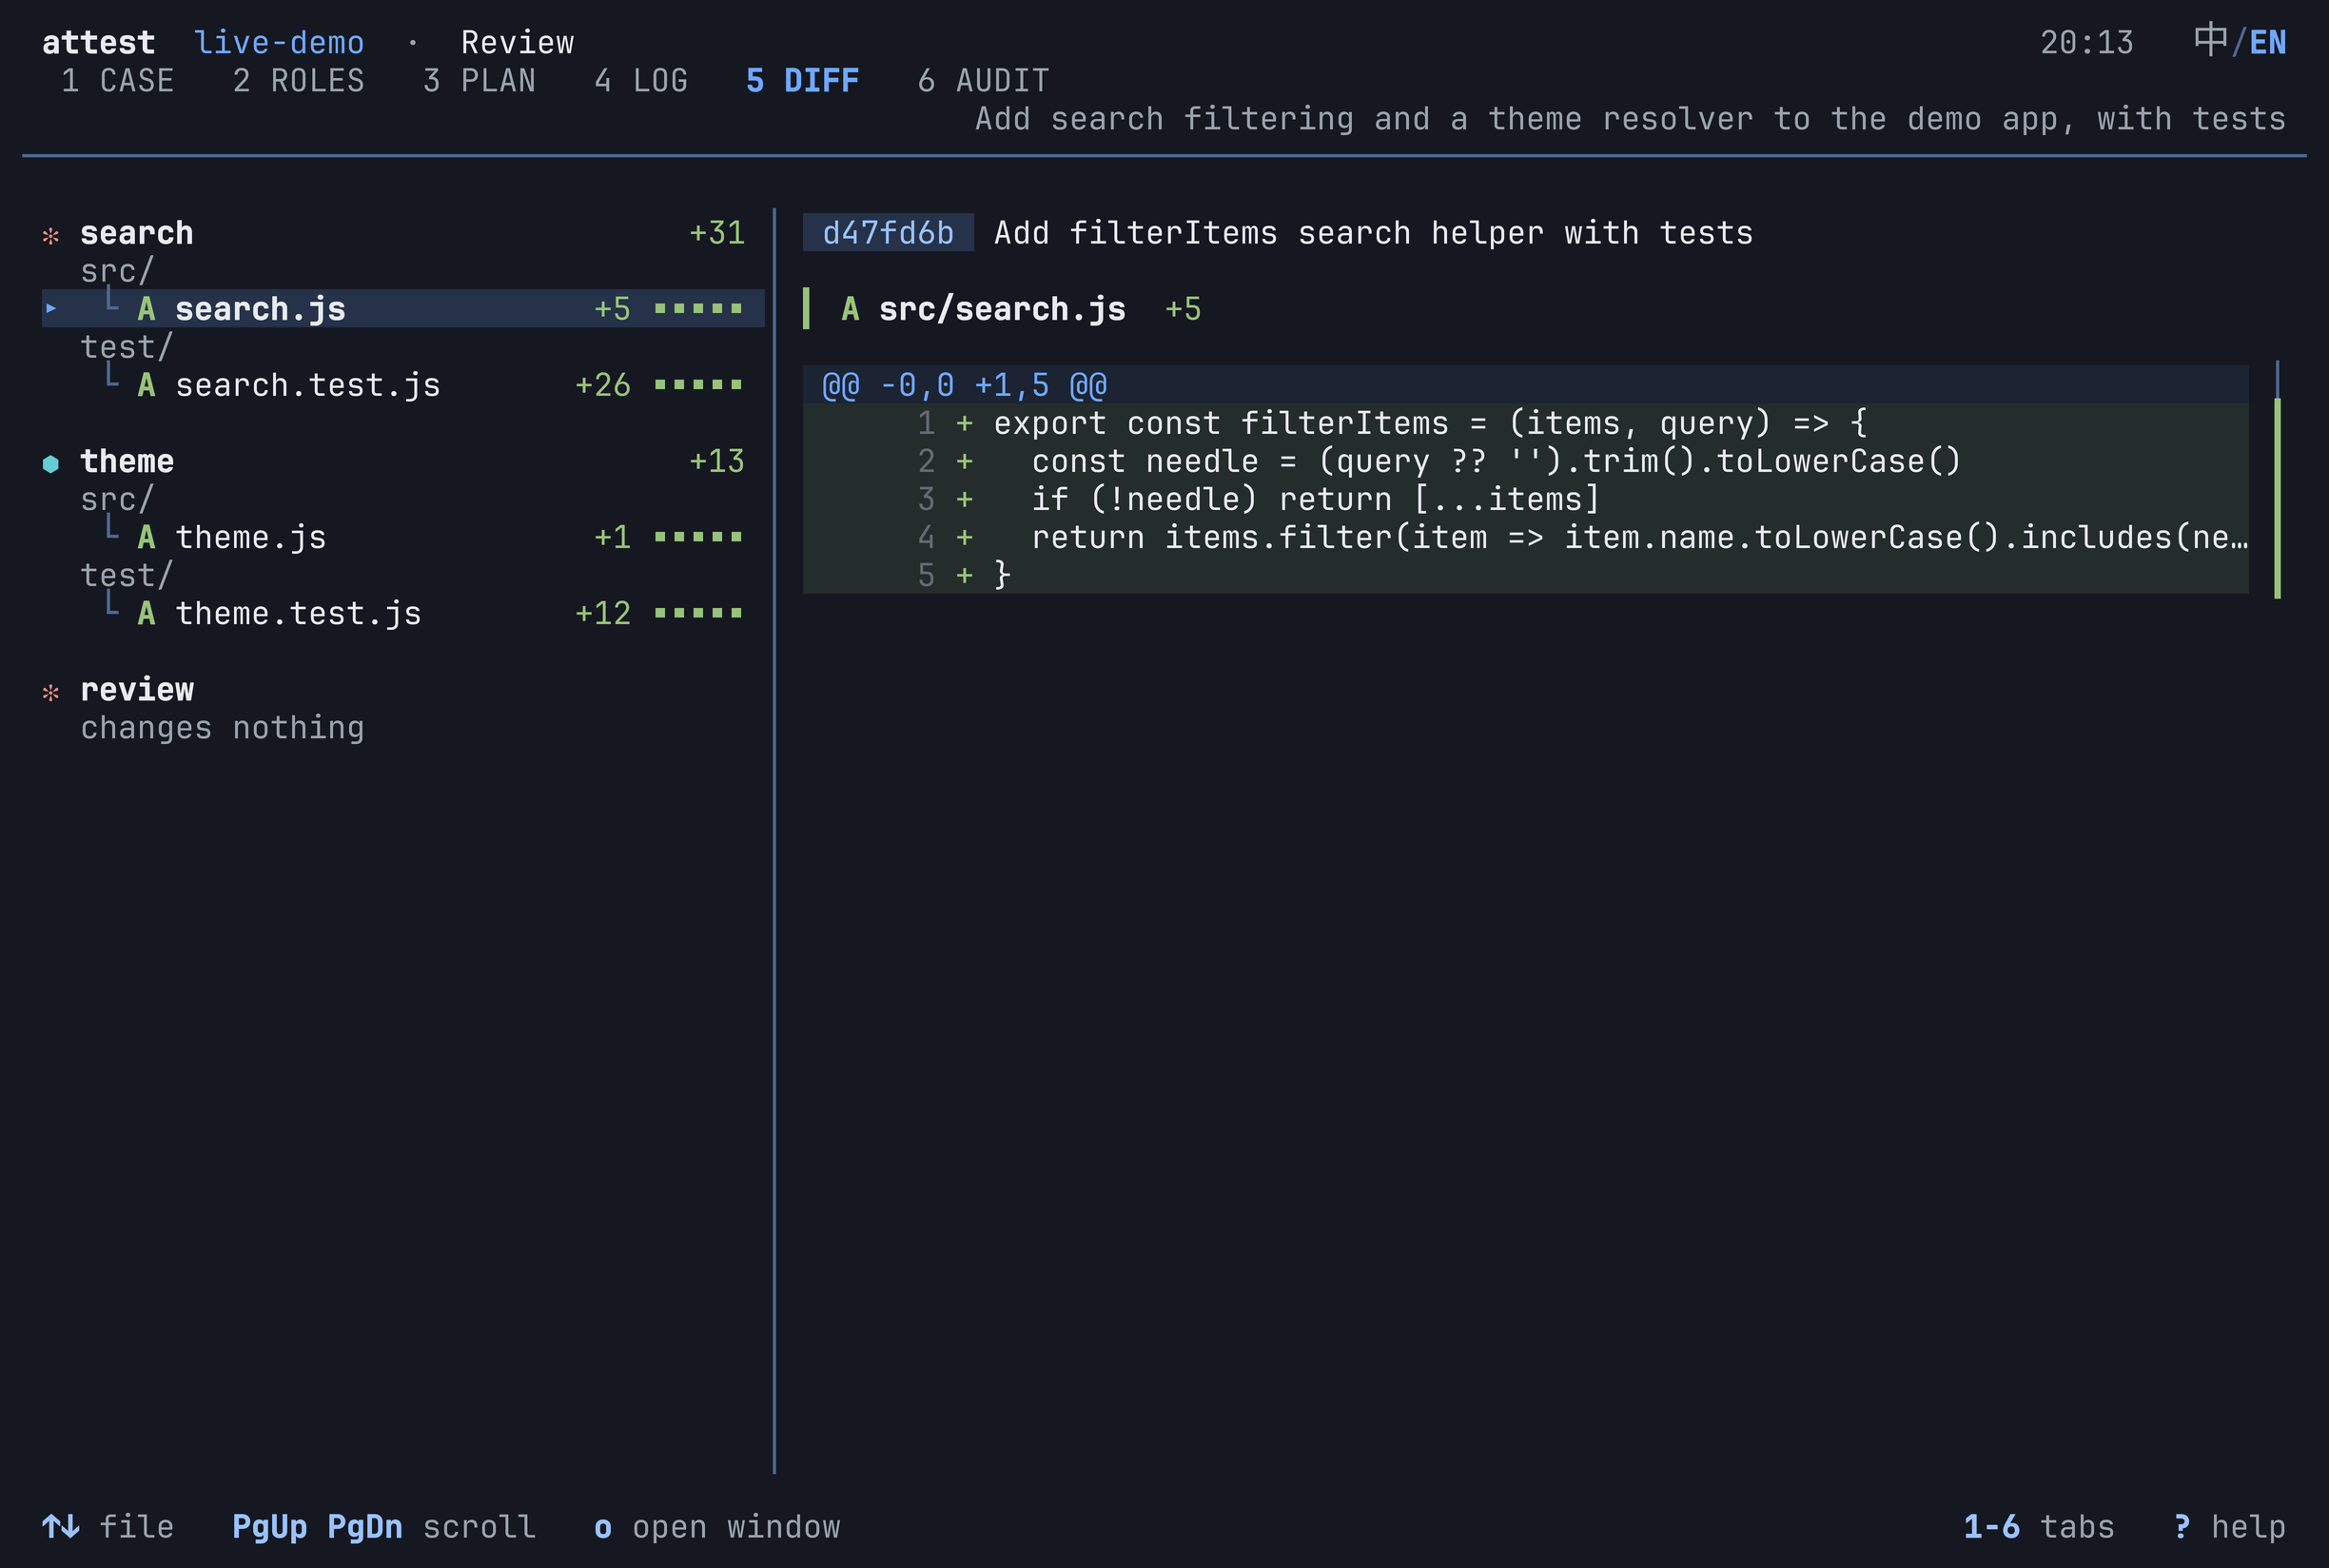 attest live-demo · Review 20:13 中/EN
1 CASE 2 ROLES 3 PLAN 4 LOG 5 DIFF 6 AUDIT
Add search filtering and a theme resolver to the demo app, with tests
✻ search +31
src/
▸ └ A search.js +5 ▪▪▪▪▪
test/
└ A search.test.js +26 ▪▪▪▪▪
⬢ theme +13
src/
└ A theme.js +1 ▪▪▪▪▪
test/
└ A theme.test.js +12 ▪▪▪▪▪
✻ review
changes nothing
d47fd6b Add filterItems search helper with tests
A src/search.js +5
@@ -0,0 +1,5 @@
1 + export const filterItems = (items, query) => {
2 +   const needle = (query ?? '').trim().toLowerCase()
3 +   if (!needle) return [...items]
4 +   return items.filter(item => item.name.toLowerCase().includes(ne…
5 + }
↑↓ file PgUp PgDn scroll o open window 1-6 tabs ? help